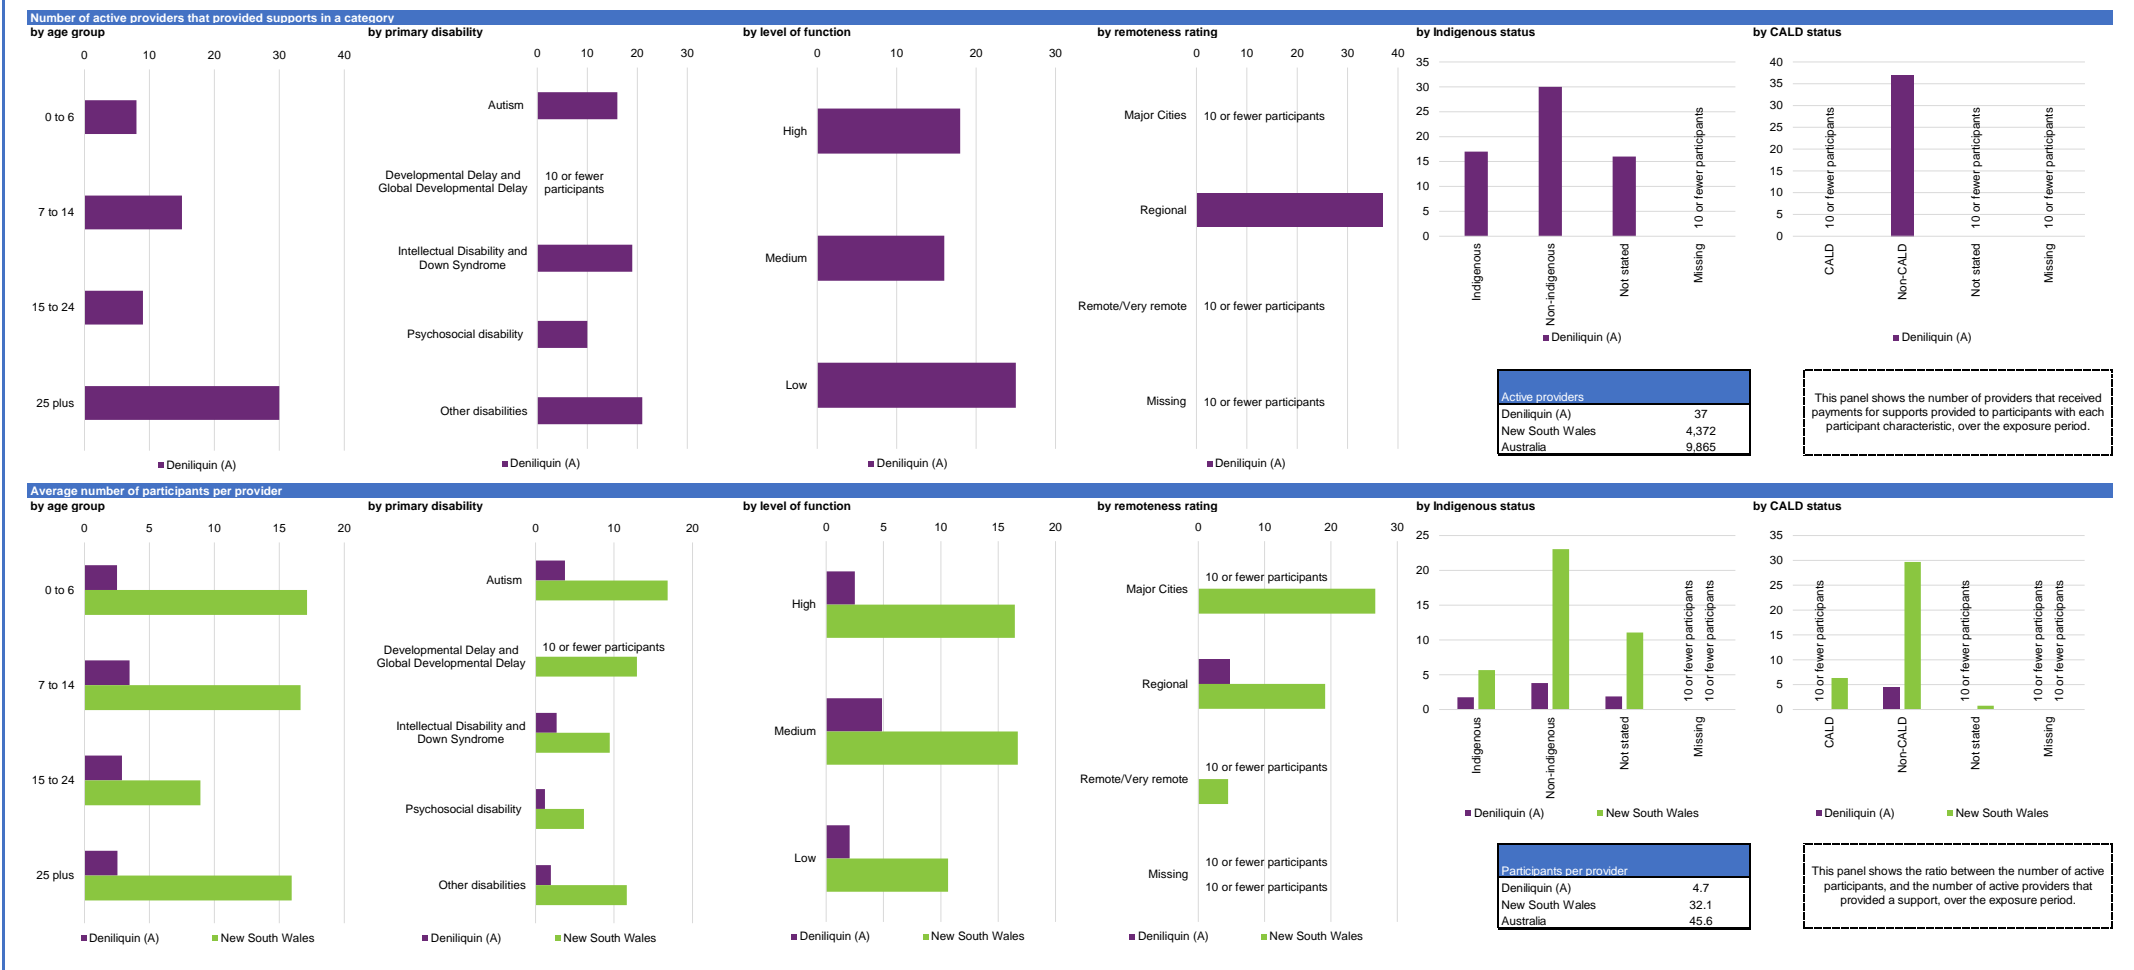 Number of active providers that provided supports in a category
by age group
0 10 20 30 40
0 to 6
7 to 14
15 to 24
25 plus
Deniliquin (A)
by primary disability
0 10 20 30
Autism
Developmental Delay and
Global Developmental Delay
10 or fewer
participants
Intellectual Disability and
Down Syndrome
Psychosocial disability
Other disabilities
Deniliquin (A)
by level of function
0 10 20 30
High
Medium
Low
Deniliquin (A)
by remoteness rating
0 10 20 30 40
Major Cities
10 or fewer participants
Regional
Remote/Very remote
10 or fewer participants
Missing
10 or fewer participants
Deniliquin (A)
by Indigenous status
35
30
25
20
15
10
5
0
10 or fewer participants
Indigenous
Non-indigenous
Not stated
Missing
Deniliquin (A)
by CALD status
40
35
30
25
20
15
10
5
0
10 or fewer participants
10 or fewer participants
10 or fewer participants
CALD
Non-CALD
Not stated
Missing
Deniliquin (A)
Active providers
Deniliquin (A) 37
New South Wales 4,372
Australia 9,865
This panel shows the number of providers that received
payments for supports provided to participants with each
participant characteristic, over the exposure period.
Average number of participants per provider
by age group
0 5 10 15 20
0 to 6
7 to 14
15 to 24
25 plus
Deniliquin (A) New South Wales
by primary disability
0 10 20
Autism
Developmental Delay and
Global Developmental Delay
10 or fewer participants
Intellectual Disability and
Down Syndrome
Psychosocial disability
Other disabilities
Deniliquin (A) New South Wales
by level of function
0 5 10 15 20
High
Medium
Low
Deniliquin (A) New South Wales
by remoteness rating
0 10 20 30
Major Cities
10 or fewer participants
Regional
Remote/Very remote
10 or fewer participants
Missing
10 or fewer participants
10 or fewer participants
Deniliquin (A) New South Wales
by Indigenous status
25
20
15
10
5
0
10 or fewer participants
10 or fewer participants
Indigenous
Non-indigenous
Not stated
Missing
Deniliquin (A) New South Wales
by CALD status
35
30
25
20
15
10
5
0
10 or fewer participants
10 or fewer participants
10 or fewer participants
10 or fewer participants
CALD
Non-CALD
Not stated
Missing
Deniliquin (A) New South Wales
Participants per provider
Deniliquin (A) 4.7
New South Wales 32.1
Australia 45.6
This panel shows the ratio between the number of active
participants, and the number of active providers that
provided a support, over the exposure period.